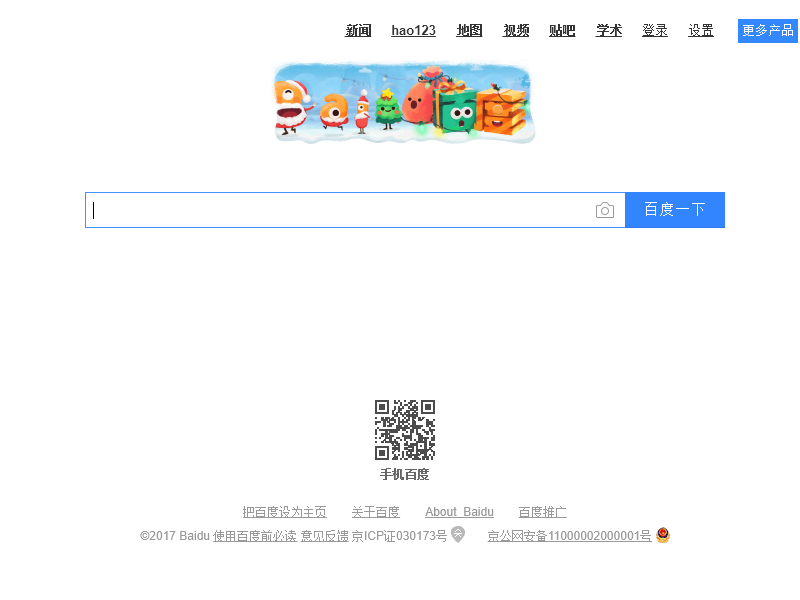 新闻 hao123 地图 视频 贴吧 学术 登录 设置 更多产品
Bai 百度
百度一下
手机百度
把百度设为主页 关于百度 About Baidu 百度推广
©2017 Baidu 使用百度前必读 意见反馈 京ICP证030173号 京公网安备11000002000001号